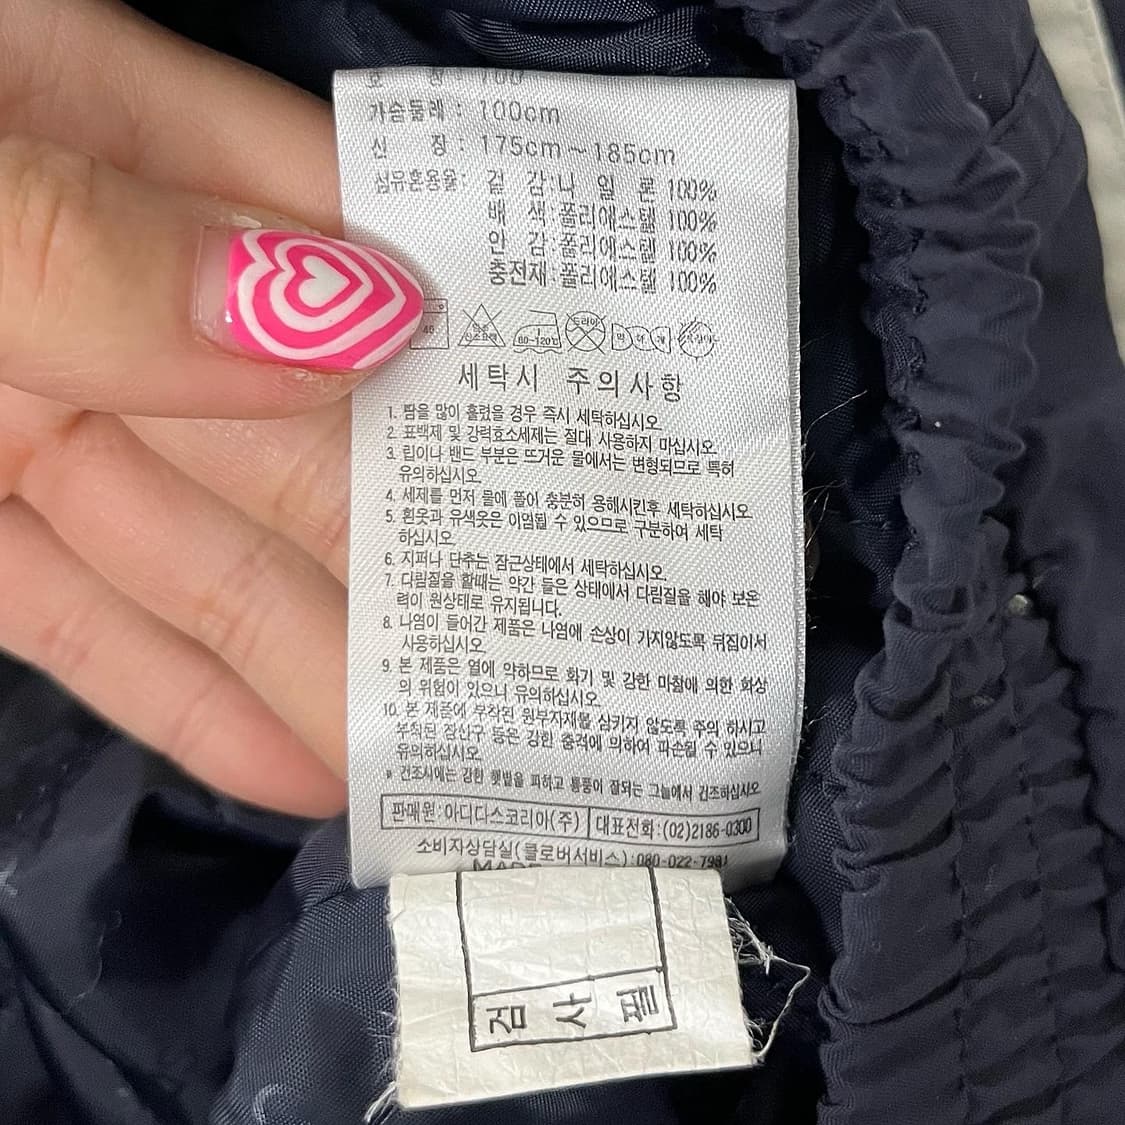 호 칭 : 100
가슴둘레 : 100cm
신 장 : 175cm~185cm
섬유혼용율: 겉 감:나 일 론 100%
배 색:폴리에스텔 100%
안 감:폴리에스텔 100%
충전재:폴리에스텔 100%
40
60~120℃
드라이
세탁시 주의사항
1. 땀을 많이 흘렸을 경우 즉시 세탁하십시오.
2. 표백제 및 강력효소세제는 절대 사용하지 마십시오.
3. 립이나 밴드 부분은 뜨거운 물에서는 변형되므로 특히
유의하십시오.
4. 세제를 먼저 물에 풀어 충분히 용해시킨후 세탁하십시오
5. 흰옷과 유색옷은 이염될 수 있으므로 구분하여 세탁
하십시오.
6. 지퍼나 단추는 잠근상태에서 세탁하십시오.
7. 다림질을 할때는 약간 들은 상태에서 다림질을 해야 보온
력이 원상태로 유지됩니다.
8. 나염이 들어간 제품은 나염에 손상이 가지않도록 뒤집어서
사용하십시오.
9. 본 제품은 열에 약하므로 화기 및 강한 마찰에 의한 화상
의 위험이 있으니 유의하십시오.
10. 본 제품에 부착된 원부자재를 삼키지 않도록 주의 하시고
부착된 장신구 등은 강한 충격에 의하여 파손될 수 있으니
유의하십시오.
* 건조시에는 강한 햇볕을 피하고 통풍이 잘되는 그늘에서 건조하십시오
판매원:아디다스코리아(주) 대표전화:(02)2186-0300
소비자상담실(클로버서비스):080-022-7981
MADE
검사필